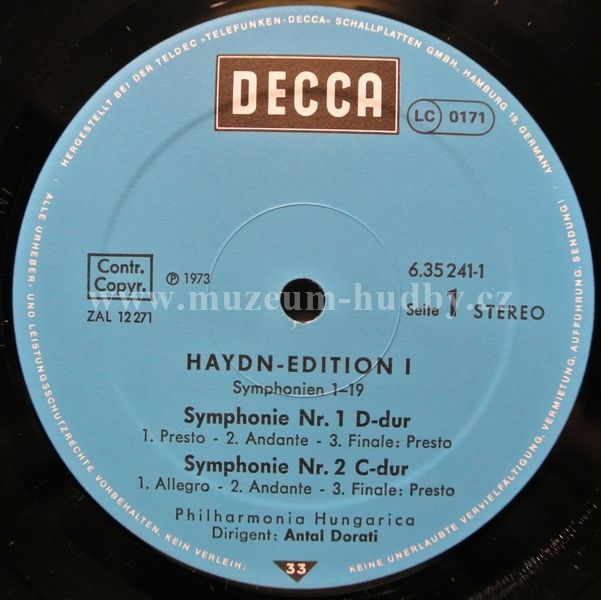 HERGESTELLT BEI DER TELDEC »TELEFUNKEN-DECCA« SCHALLPLATTEN GMBH., HAMBURG 19, GERMANY
DECCA
LC 0171
Contr.
Copyr.
ZAL 12 271
℗ 1973
6.35 241-1
Seite 1 STEREO
www.muzeum-hudby.cz
HAYDN-EDITION I
Symphonien 1–19
Symphonie Nr. 1 D-dur
1. Presto - 2. Andante - 3. Finale: Presto
Symphonie Nr. 2 C-dur
1. Allegro - 2. Andante - 3. Finale: Presto
Philharmonia Hungarica
Dirigent: Antal Dorati
ALLE URHEBER- UND LEISTUNGSSCHUTZRECHTE VORBEHALTEN. KEIN VERLEIH!
33
KEINE UNERLAUBTE VERVIELFÄLTIGUNG, VERMIETUNG, AUFFÜHRUNG, SENDUNG!